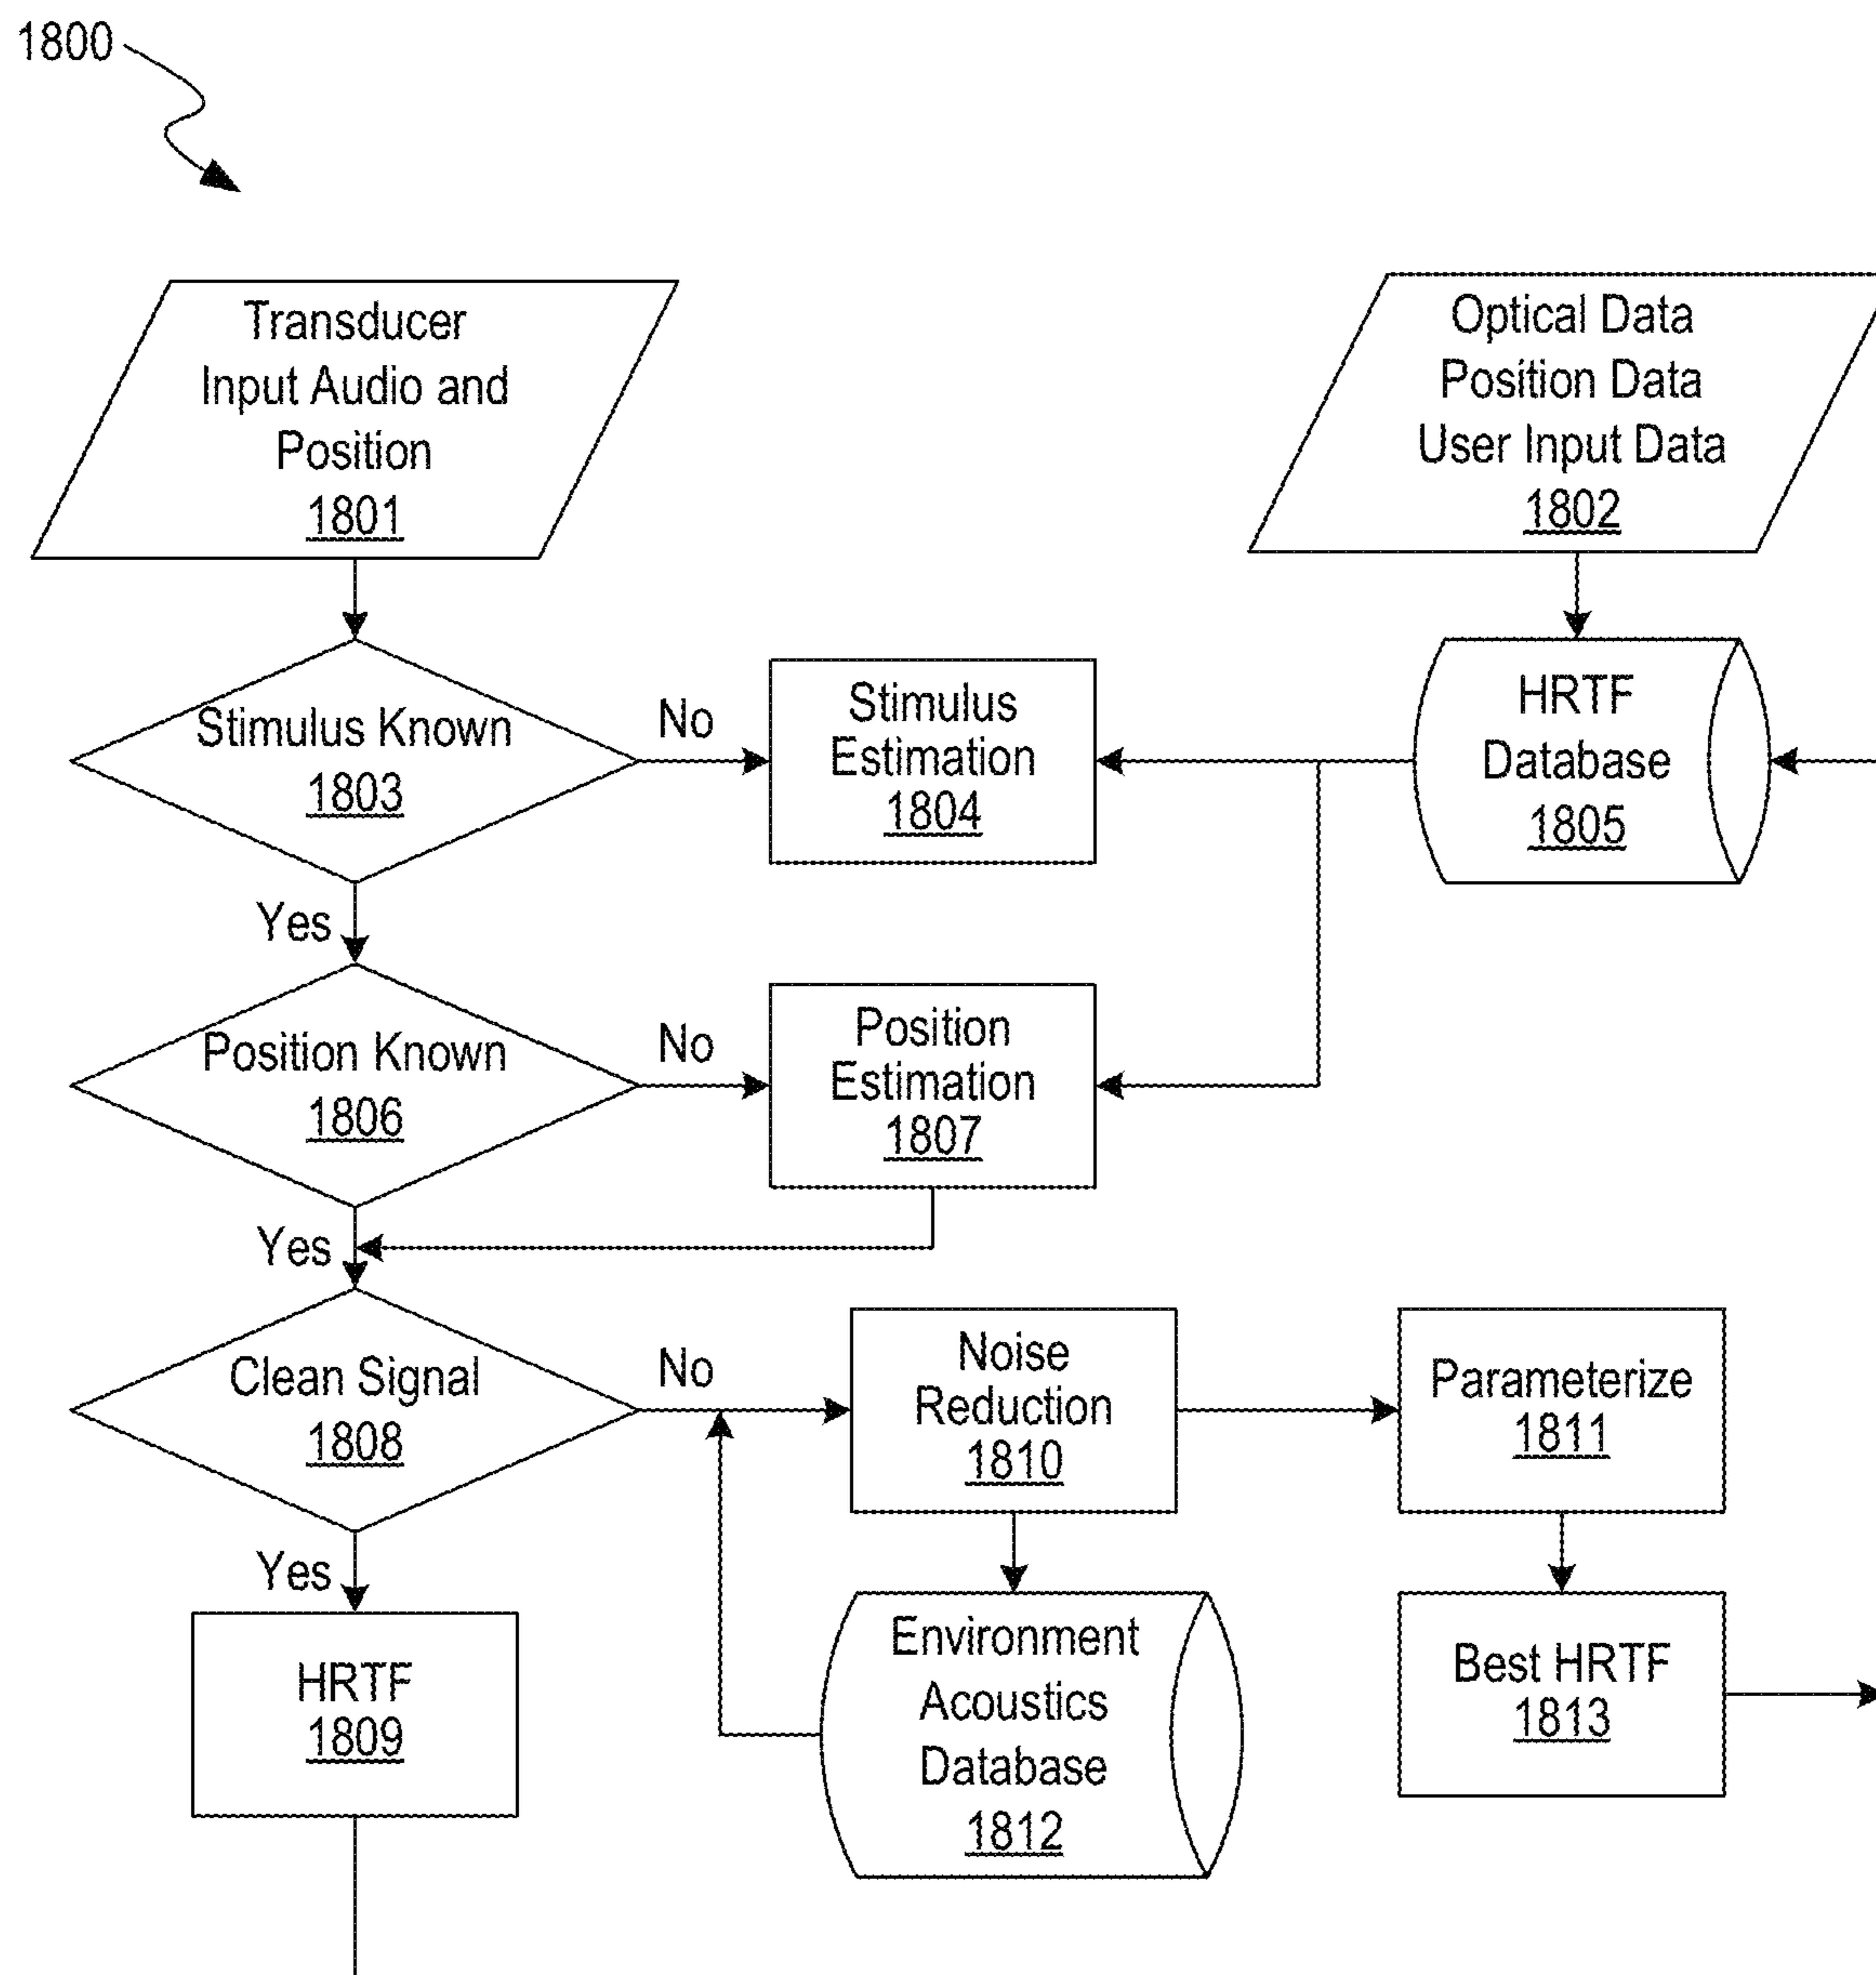 1800
Transducer
Input Audio and
Position
1801
Optical Data
Position Data
User Input Data
1802
Stimulus Known
1803
No
Stimulus
Estimation
1804
HRTF
Database
1805
Yes
Position Known
1806
No
Position
Estimation
1807
Yes
Clean Signal
1808
No
Noise
Reduction
1810
Parameterize
1811
Yes
HRTF
1809
Environment
Acoustics
Database
1812
Best HRTF
1813